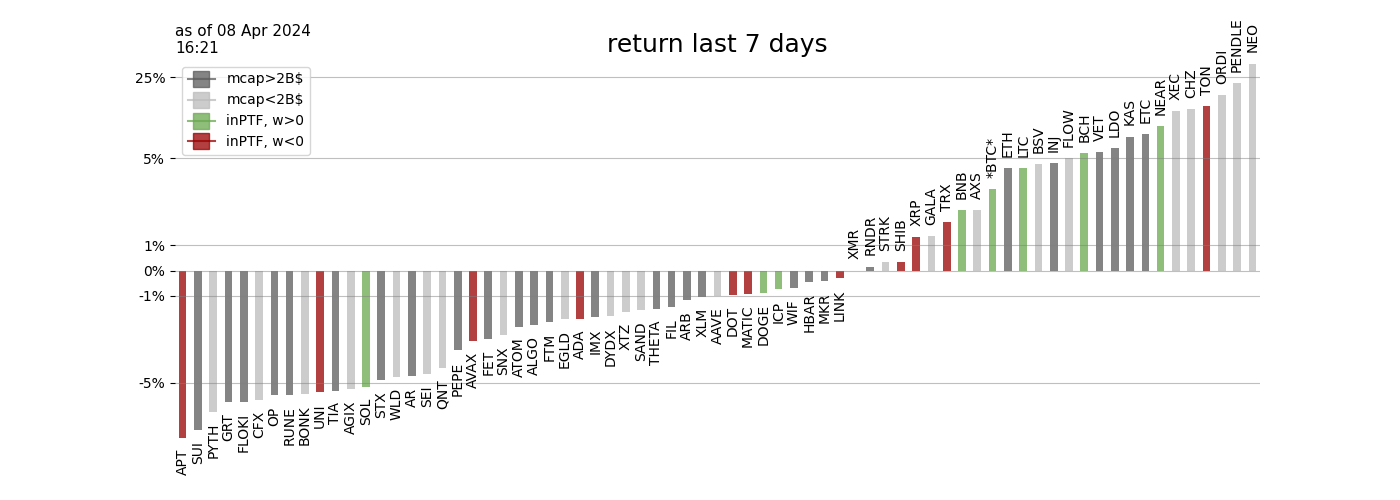 as of 08 Apr 2024
16:21
return last 7 days
mcap>2B$
mcap<2B$
inPTF, w>0
inPTF, w<0
25%
5%
1%
0%
-1%
-5%
APT
SUI
PYTH
GRT
FLOKI
CFX
OP
RUNE
BONK
UNI
TIA
AGIX
SOL
STX
WLD
AR
SEI
QNT
PEPE
AVAX
FET
SNX
ATOM
ALGO
FTM
EGLD
ADA
IMX
DYDX
XTZ
SAND
THETA
FIL
ARB
XLM
AAVE
DOT
MATIC
DOGE
ICP
WIF
HBAR
MKR
LINK
XMR
RNDR
STRK
SHIB
XRP
GALA
TRX
BNB
AXS
*BTC*
ETH
LTC
BSV
INJ
FLOW
BCH
VET
LDO
KAS
ETC
NEAR
XEC
CHZ
TON
ORDI
PENDLE
NEO